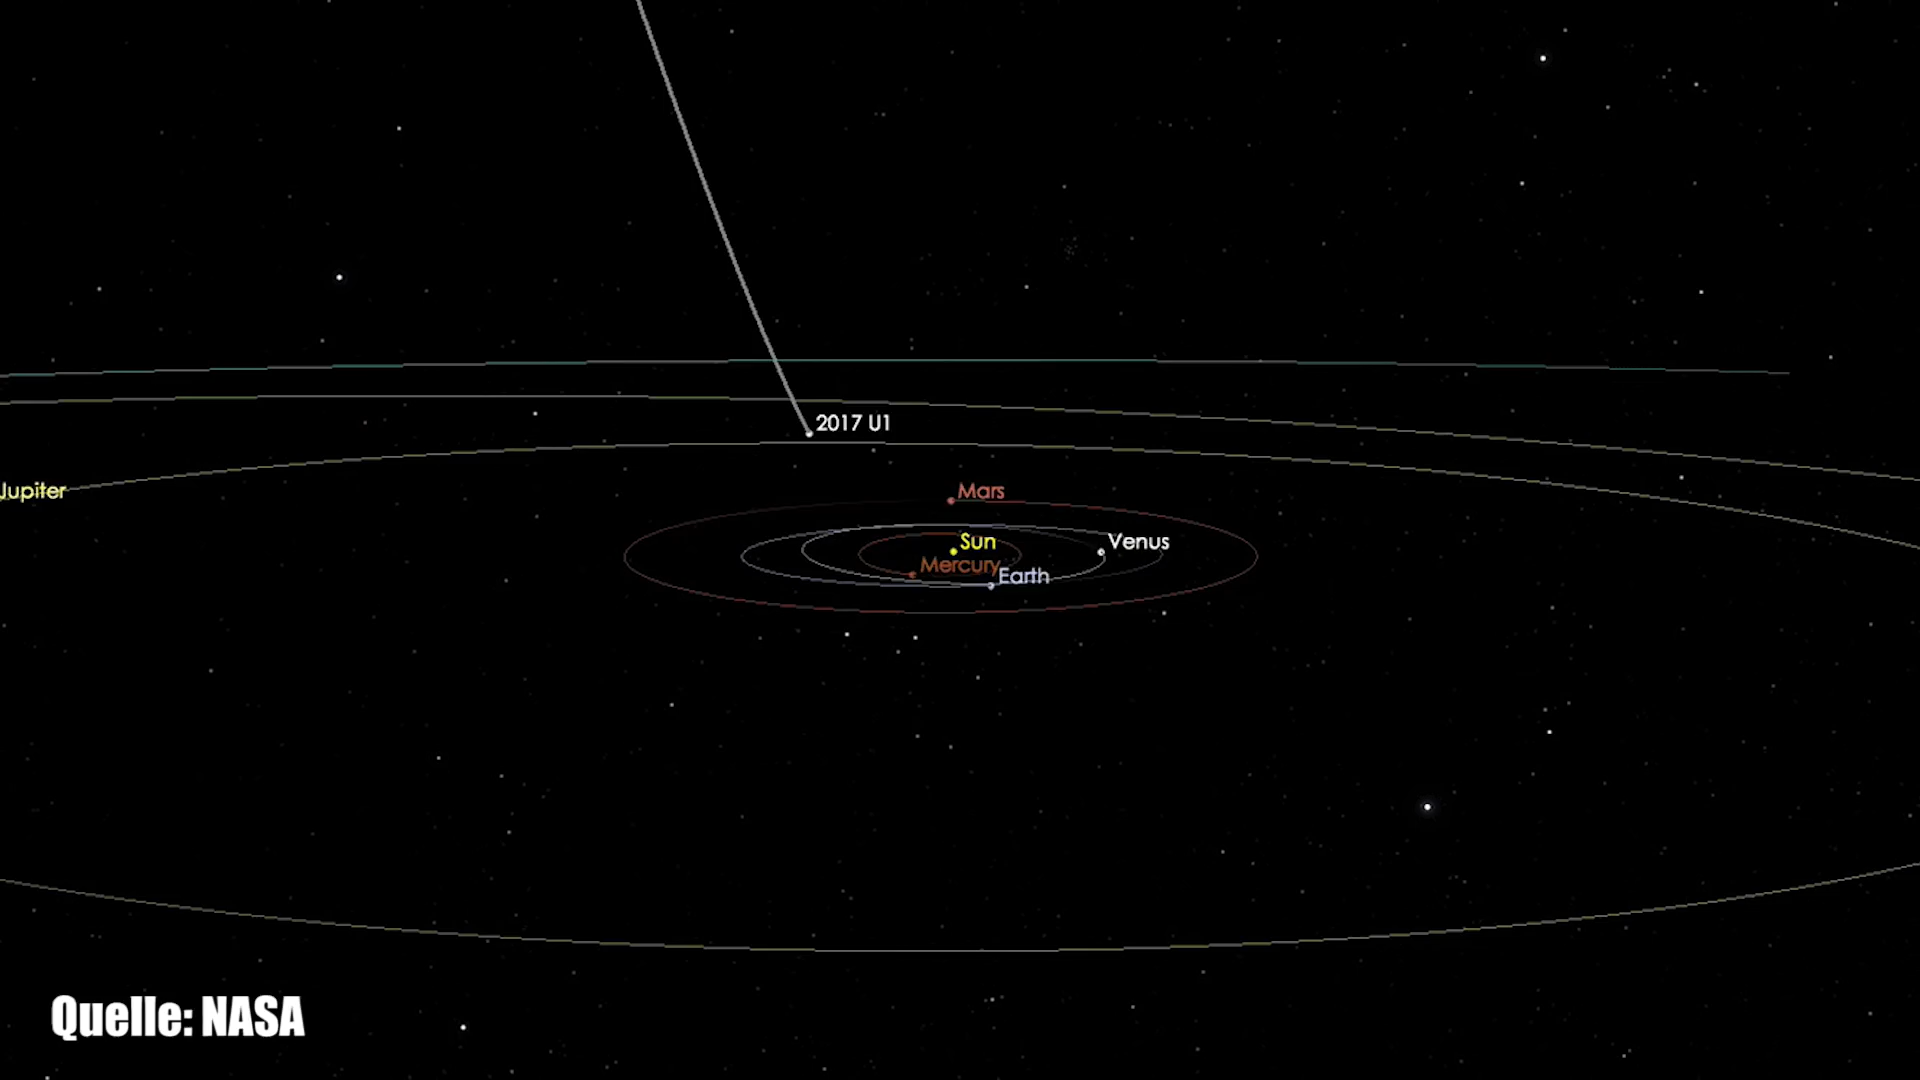 2017 U1
Jupiter
Mars
Sun
Venus
Mercury
Earth
Quelle: NASA